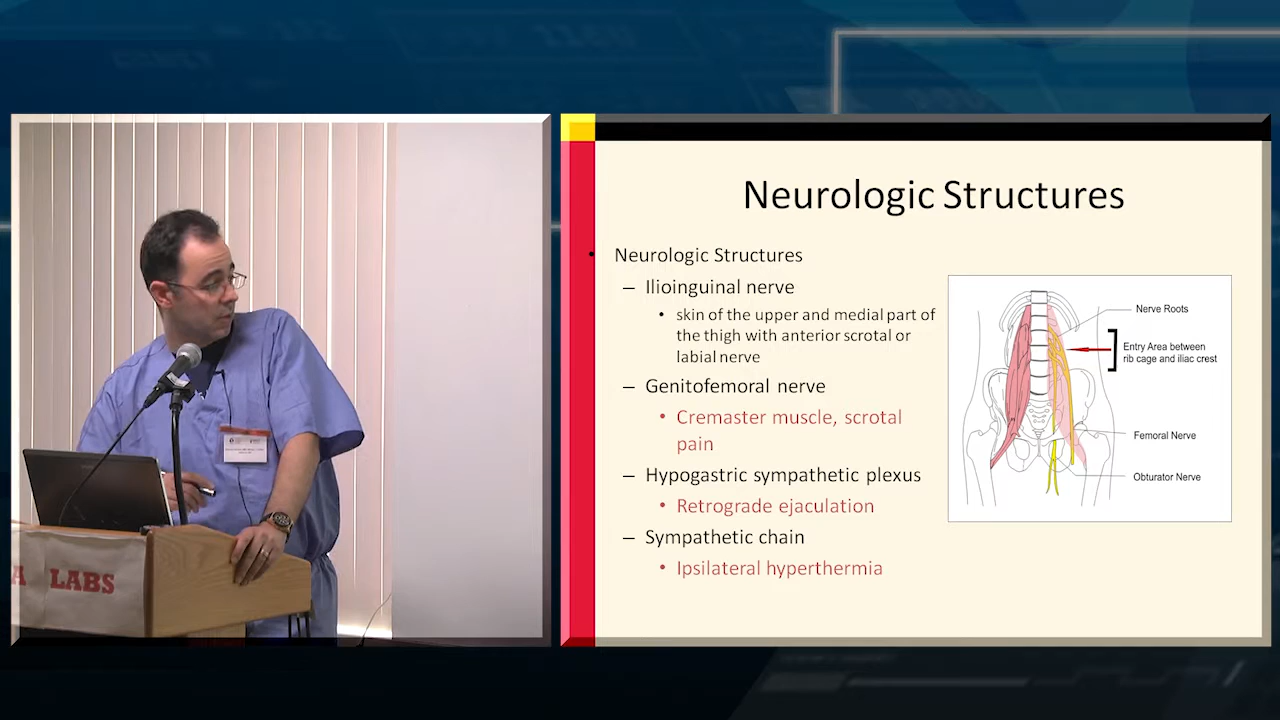 Neurologic Structures
• Neurologic Structures
– Ilioinguinal nerve
• skin of the upper and medial part of
the thigh with anterior scrotal or
labial nerve
– Genitofemoral nerve
• Cremaster muscle, scrotal
pain
– Hypogastric sympathetic plexus
• Retrograde ejaculation
– Sympathetic chain
• Ipsilateral hyperthermia
Nerve Roots
Entry Area between
rib cage and iliac crest
Femoral Nerve
Obturator Nerve
A LABS